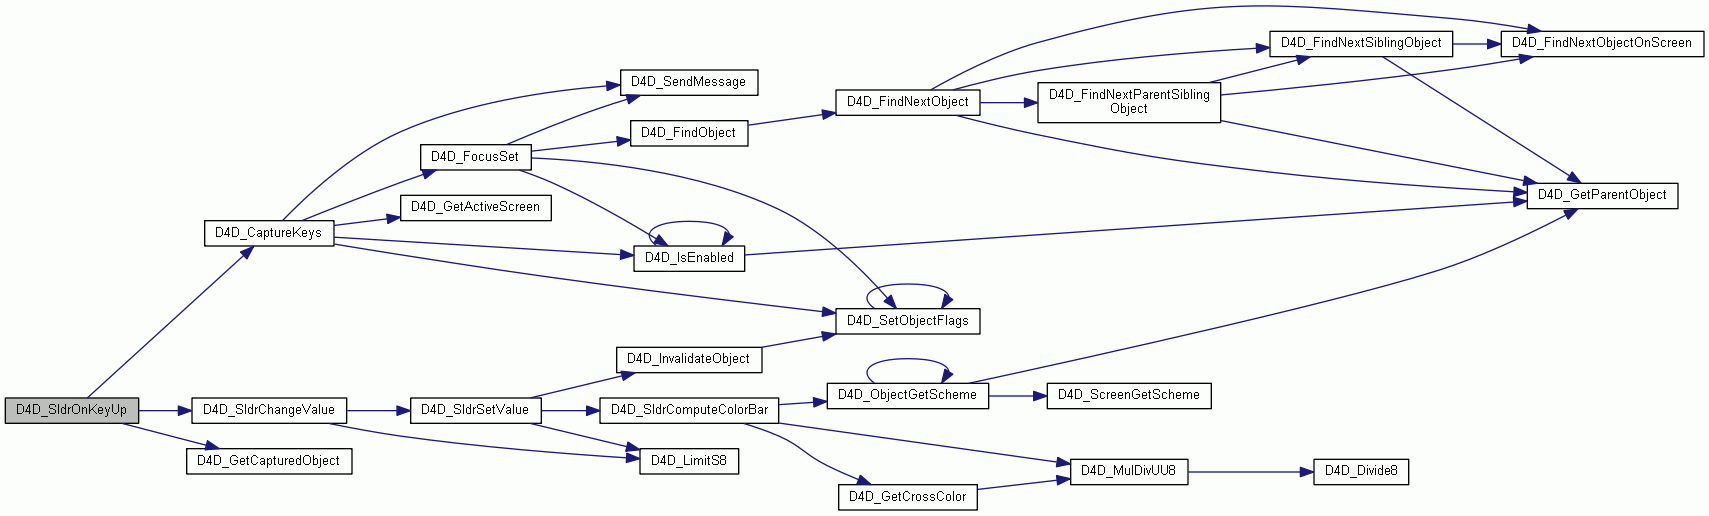 D4D_FindNextSiblingObject
D4D_FindNextObjectOnScreen
D4D_SendMessage
D4D_FindNextObject
D4D_FindNextParentSibling
Object
D4D_FindObject
D4D_FocusSet
D4D_GetParentObject
D4D_GetActiveScreen
D4D_CaptureKeys
D4D_IsEnabled
D4D_SetObjectFlags
D4D_InvalidateObject
D4D_ObjectGetScheme
D4D_ScreenGetScheme
D4D_SldrOnKeyUp
D4D_SldrChangeValue
D4D_SldrSetValue
D4D_SldrComputeColorBar
D4D_GetCapturedObject
D4D_LimitS8
D4D_MulDivUU8
D4D_Divide8
D4D_GetCrossColor